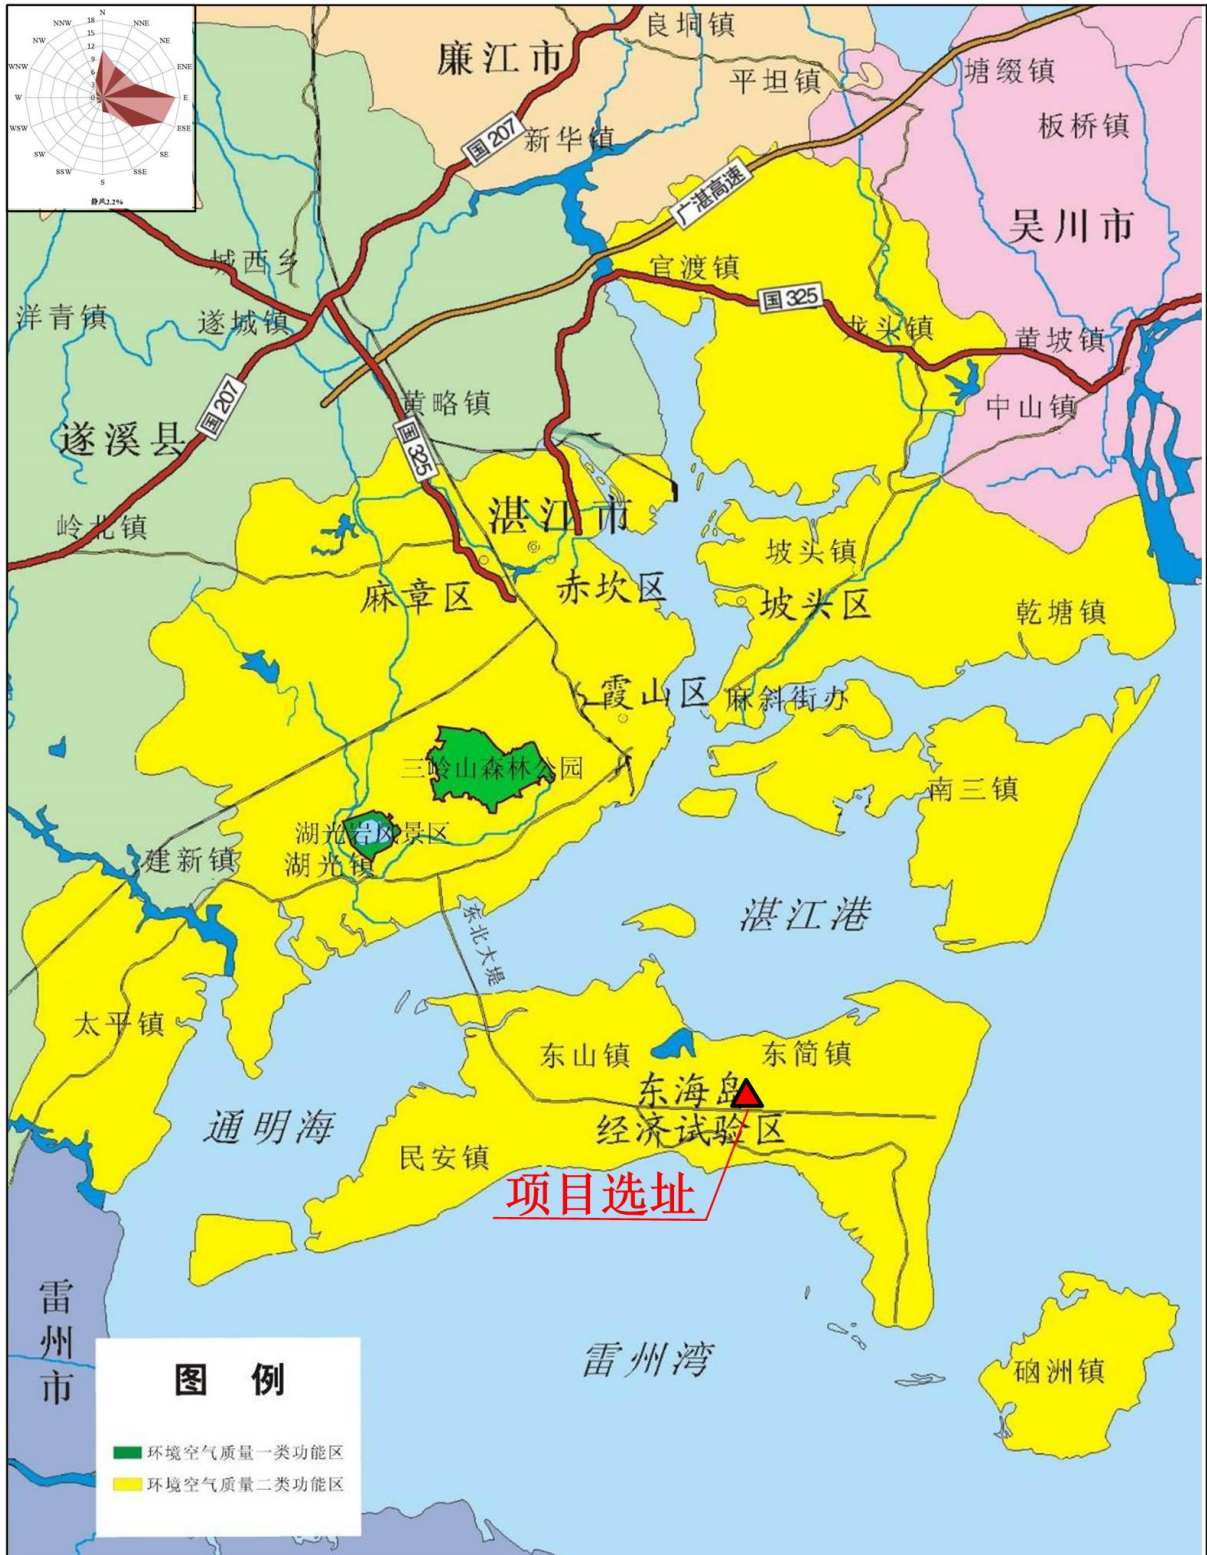 N
NNW
NNE
NW
NE
WNW
ENE
W
E
WSW
ESE
SW
SE
SSW
SSE
S
18
15
12
9
6
3
0
静风2.2%
良垌镇
廉江市
平坦镇
塘缀镇
板桥镇
国 207
新华镇
广湛高速
吴川市
城西乡
官渡镇
国 325
洋青镇
遂城镇
龙头镇
黄坡镇
国 207
黄略镇
中山镇
遂溪县
国 325
湛江市
岭北镇
坡头镇
麻章区
赤坎区
坡头区
乾塘镇
霞山区
麻斜街办
三岭山森林公园
南三镇
湖光岩风景区
建新镇
湖光镇
湛江港
东北大堤
太平镇
东山镇
东简镇
东海岛
经济试验区
通明海
民安镇
项目选址
雷州市
雷州湾
硇洲镇
图 例
环境空气质量一类功能区
环境空气质量二类功能区